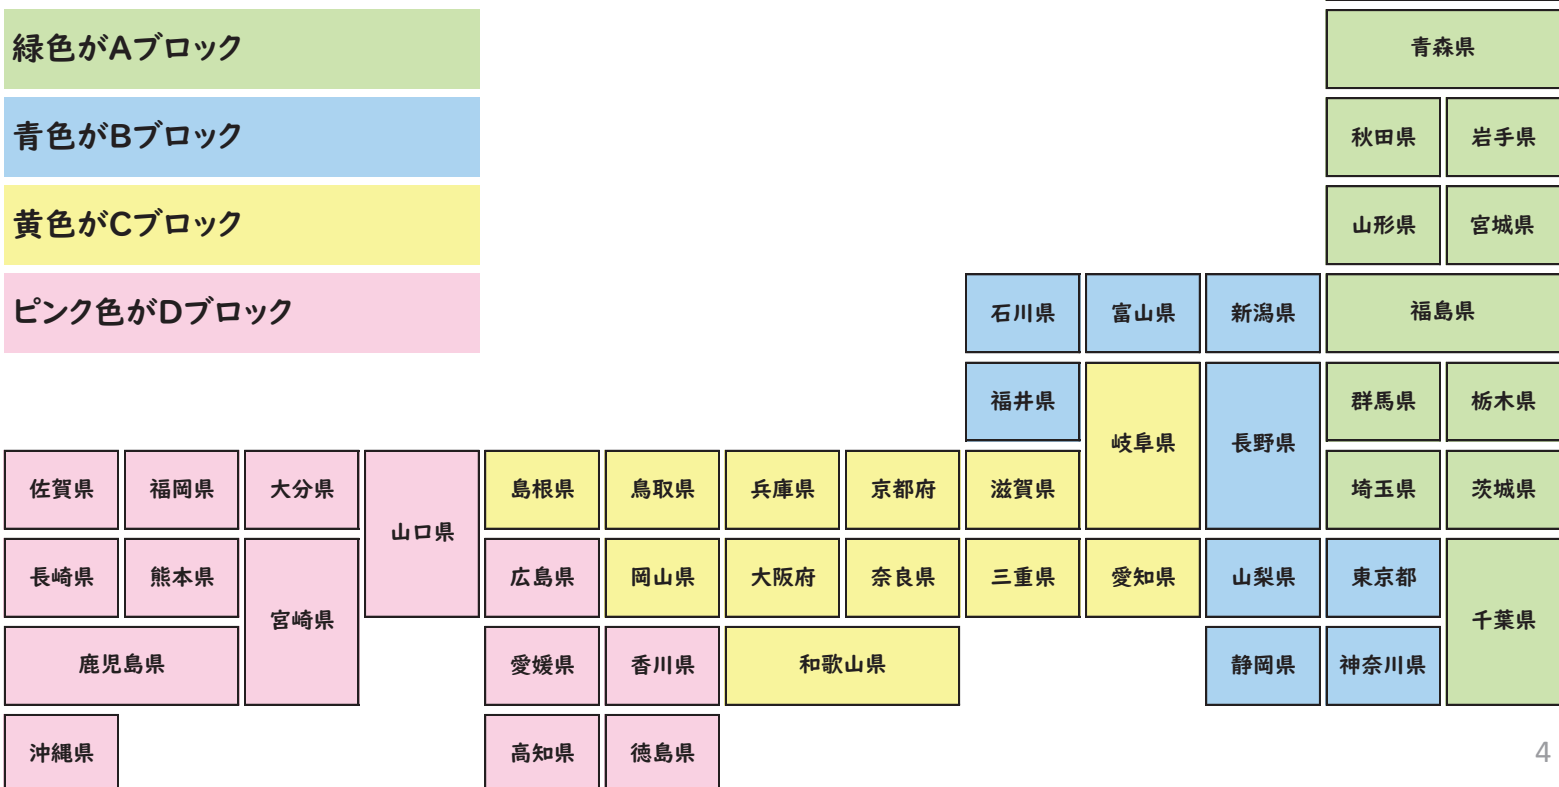 緑色がAブロック
青色がBブロック
黄色がCブロック
ピンク色がDブロック
青森県
秋田県 岩手県
山形県 宮城県
石川県 富山県 新潟県 福島県
福井県 岐阜県 長野県 群馬県 栃木県
佐賀県 福岡県 大分県 山口県 島根県 鳥取県 兵庫県 京都府 滋賀県 埼玉県 茨城県
長崎県 熊本県 宮崎県 広島県 岡山県 大阪府 奈良県 三重県 愛知県 山梨県 東京都 千葉県
鹿児島県 愛媛県 香川県 和歌山県 静岡県 神奈川県
沖縄県 高知県 徳島県
4